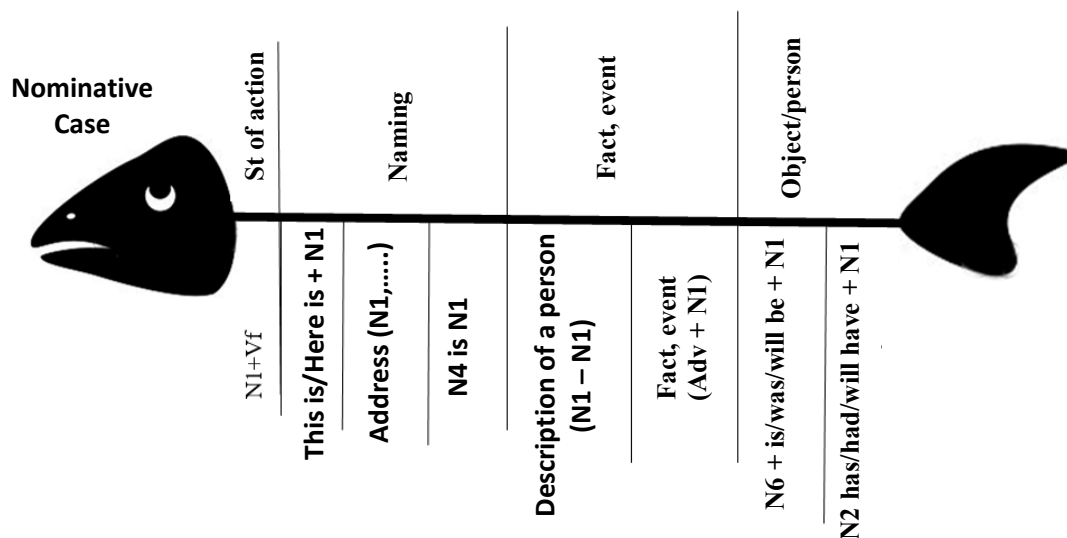 Nominative
Case
St of action
Naming
Fact, event
Object/person
N1+Vf
This is/Here is + N1
Address (N1,.....)
N4 is N1
Description of a person
(N1 – N1)
Fact, event
(Adv + N1)
N6 + is/was/will be + N1
N2 has/had/will have + N1